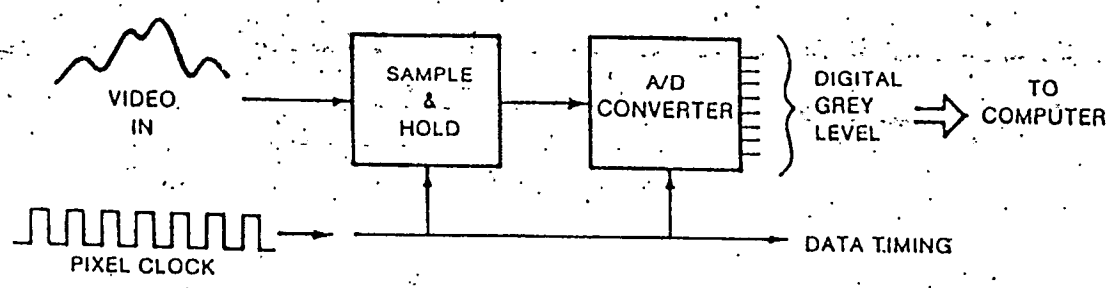 VIDEO
IN
SAMPLE
&
HOLD
A/D
CONVERTER
DIGITAL
GREY
LEVEL
TO
COMPUTER
PIXEL CLOCK
DATA TIMING